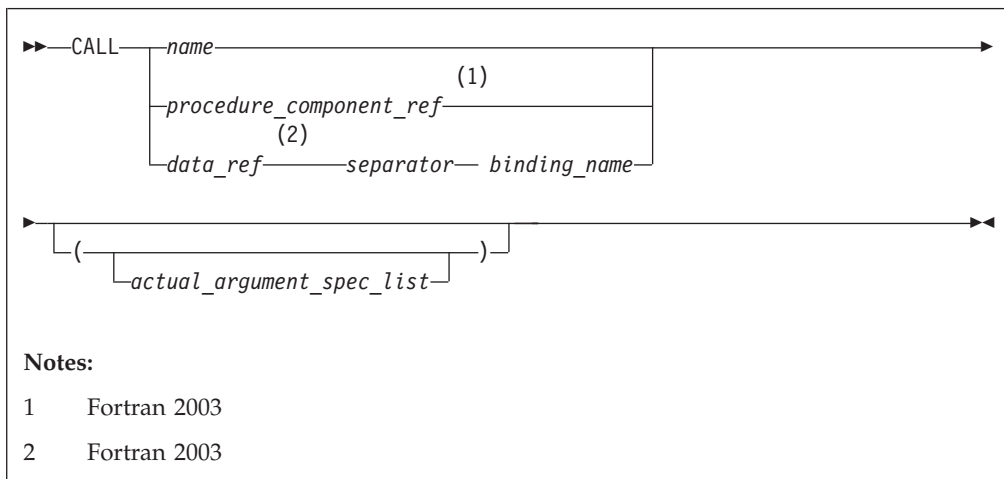 CALL name
(1)
procedure_component_ref
(2)
data_ref separator binding_name
( )
actual_argument_spec_list
Notes:
1 Fortran 2003
2 Fortran 2003